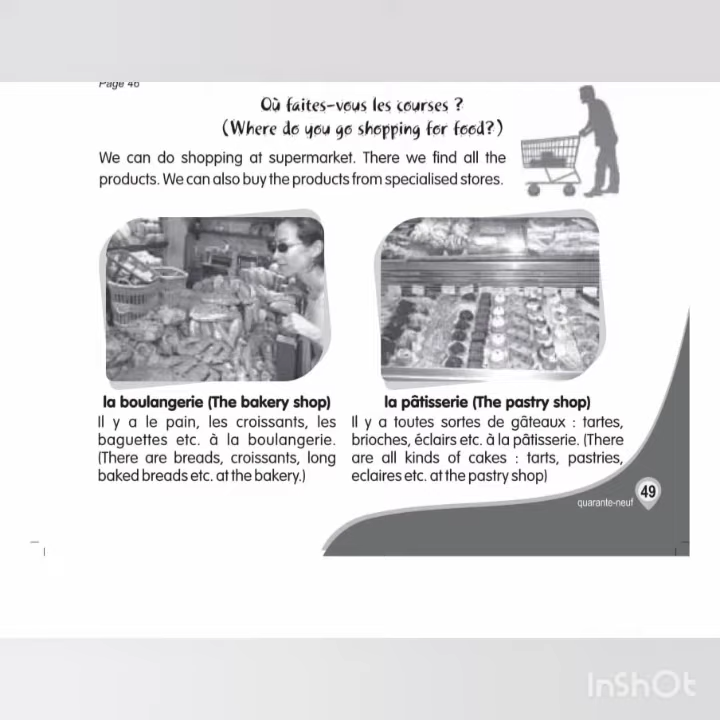 Page 46
Où faites-vous les courses ?
(Where do you go shopping for food?)
We can do shopping at supermarket. There we find all the
products. We can also buy the products from specialised stores.
la boulangerie (The bakery shop)
Il y a le pain, les croissants, les
baguettes etc. à la boulangerie.
(There are breads, croissants, long
baked breads etc. at the bakery.)
la pâtisserie (The pastry shop)
Il y a toutes sortes de gâteaux : tartes,
brioches, éclairs etc. à la pâtisserie. (There
are all kinds of cakes : tarts, pastries,
eclaires etc. at the pastry shop)
49
quarante-neuf
InShOt